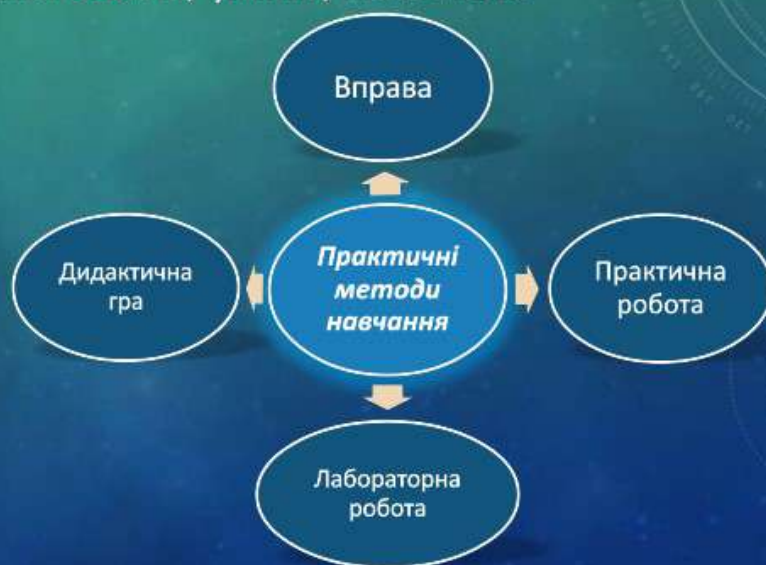 Вправа
Дидактична
гра
Практичні
методи
навчання
Практична
робота
Лабораторна
робота